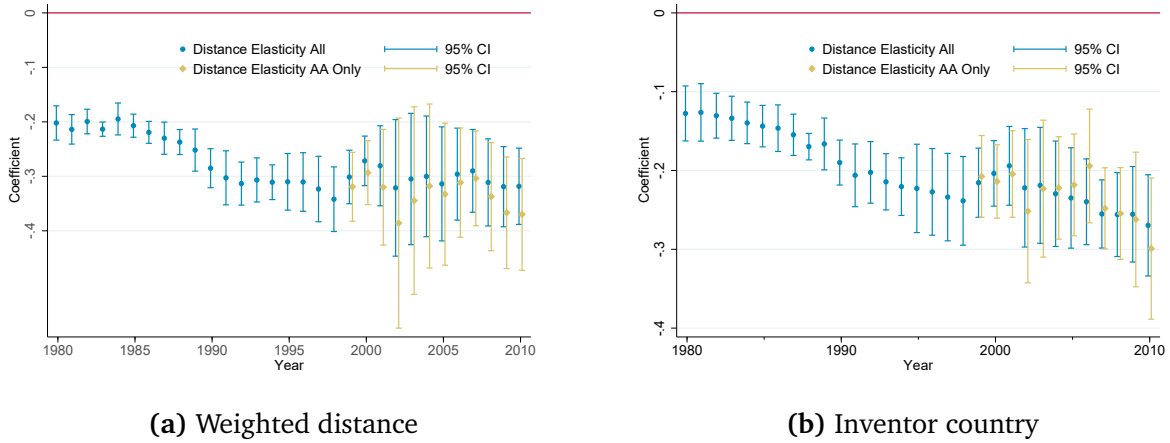 0
-.1
-.2
-.3
-.4
Coefficient
Distance Elasticity All
95% CI
Distance Elasticity AA Only
95% CI
1980
1985
1990
1995
2000
2005
2010
Year
(a) Weighted distance
0
-.1
-.2
-.3
-.4
Coefficient
Distance Elasticity All
95% CI
Distance Elasticity AA Only
95% CI
1980
1990
2000
2010
Year
(b) Inventor country